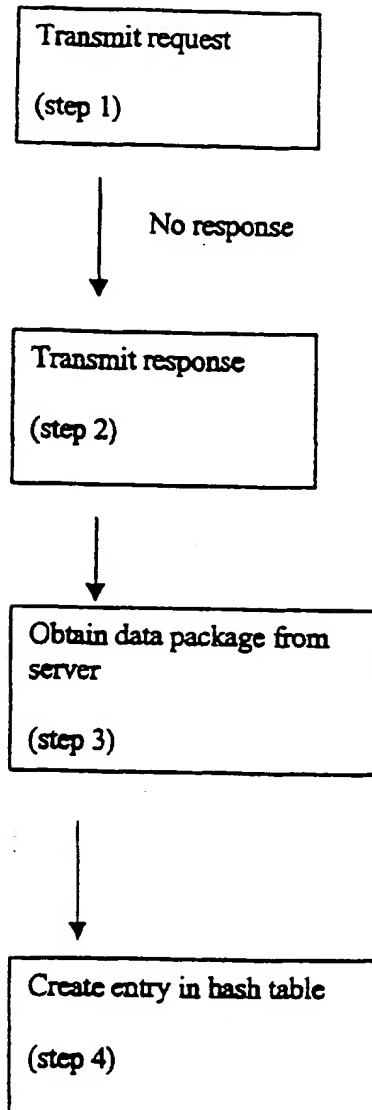 Transmit request
(step 1)
No response
Transmit response
(step 2)
Obtain data package from
server
(step 3)
Create entry in hash table
(step 4)